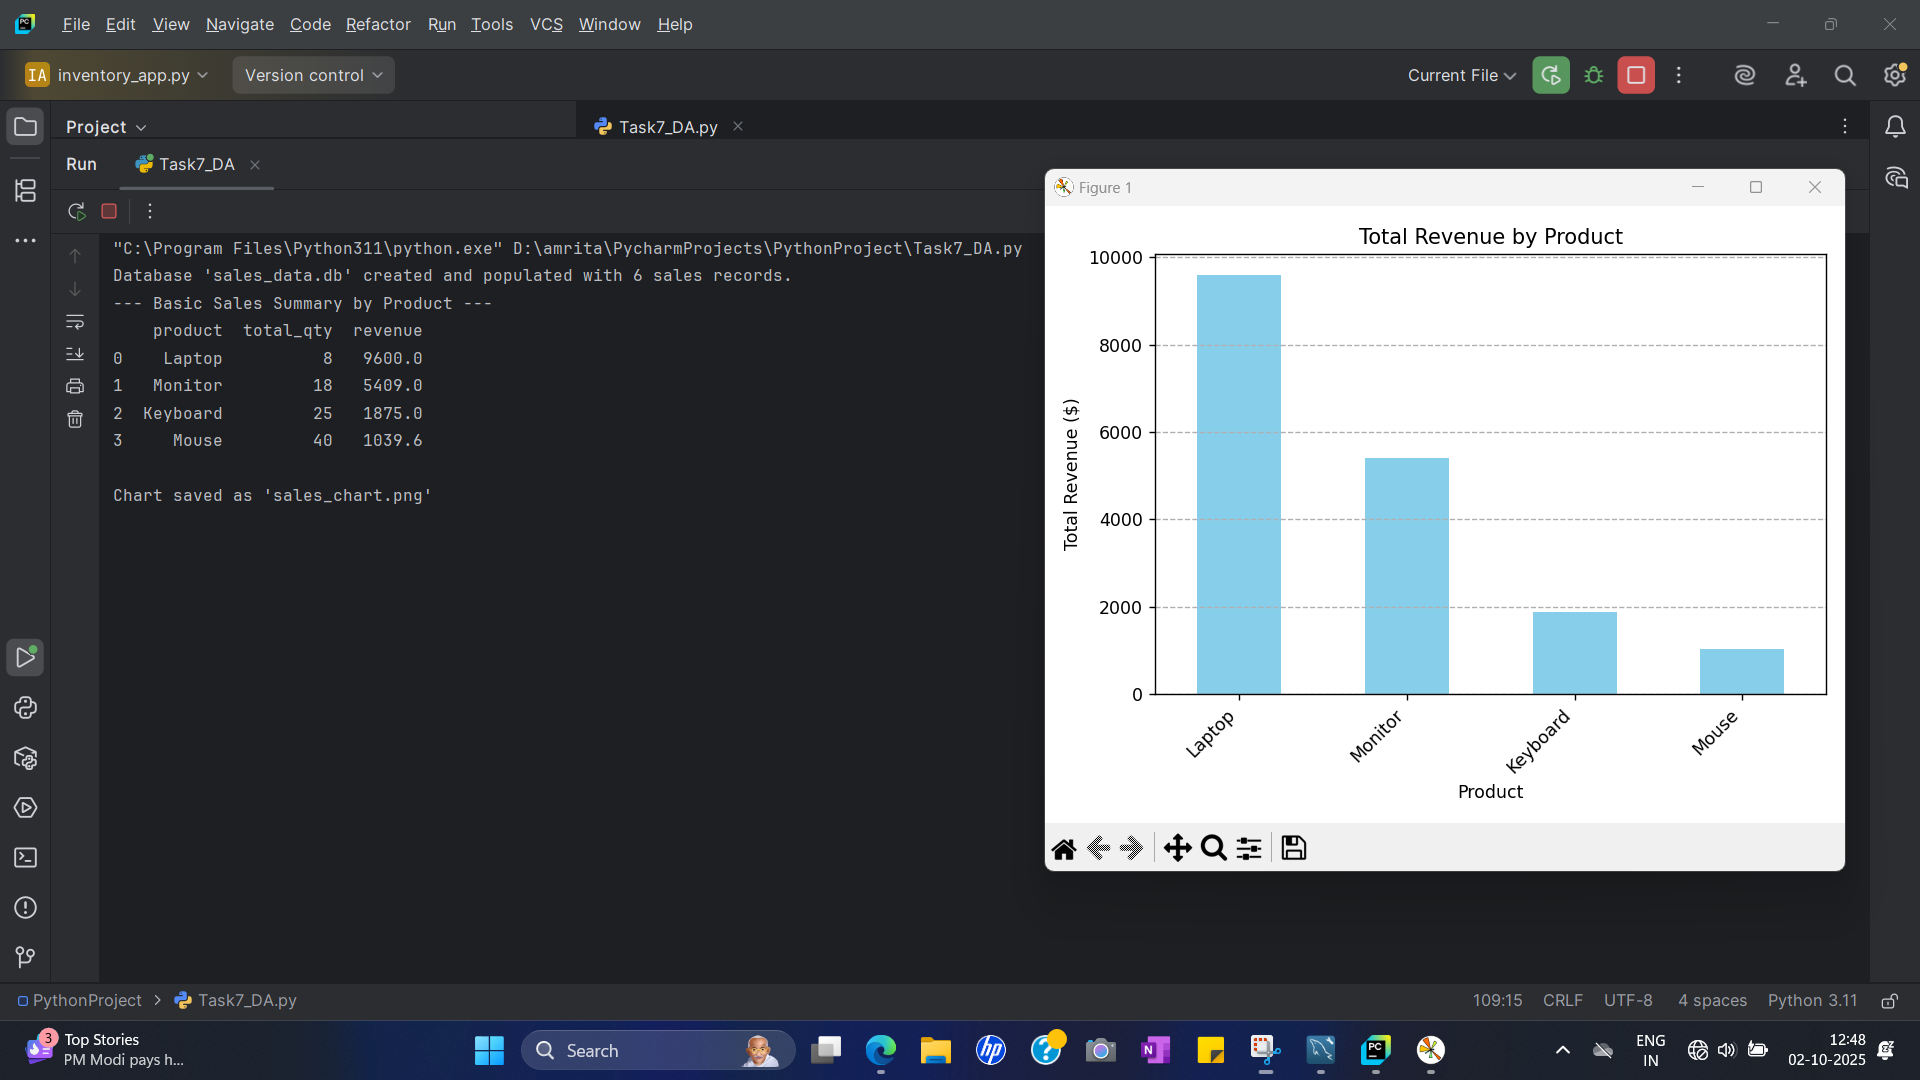 PC
File Edit View Navigate Code Refactor Run Tools VCS Window Help
IA inventory_app.py Version control Current File
Project Task7_DA.py
Run Task7_DA
"C:\Program Files\Python311\python.exe" D:\amrita\PycharmProjects\PythonProject\Task7_DA.py
Database 'sales_data.db' created and populated with 6 sales records.
--- Basic Sales Summary by Product ---
product total_qty revenue
0 Laptop 8 9600.0
1 Monitor 18 5409.0
2 Keyboard 25 1875.0
3 Mouse 40 1039.6
Chart saved as 'sales_chart.png'
Figure 1
Total Revenue by Product
10000
8000
6000
4000
2000
0
Total Revenue ($)
Laptop Monitor Keyboard Mouse
Product
PythonProject Task7_DA.py 109:15 CRLF UTF-8 4 spaces Python 3.11
3 Top Stories
PM Modi pays h...
Search
hp
?
N
PC
ENG
IN
12:48
02-10-2025